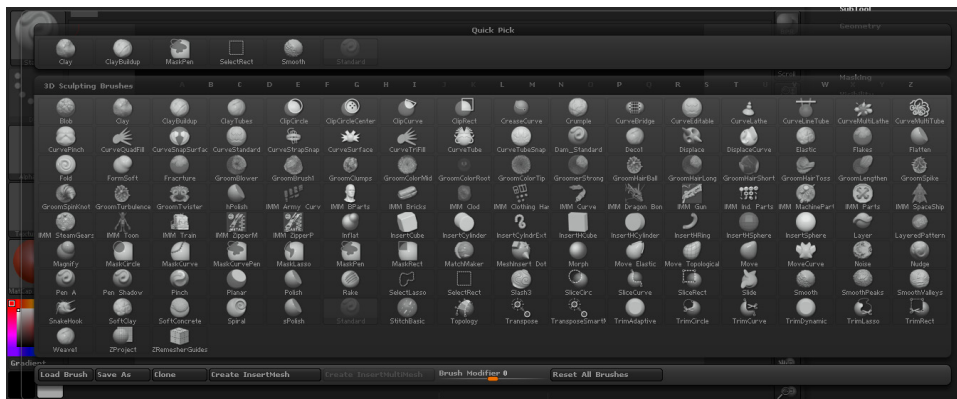 SubTool
Quick Pick
Geometry
Clay ClayBuildup MaskPen SelectRect Smooth Standard
Scroll
3D Sculpting Brushes A B C D E F G H I J K L M N O P Q R S T W Y Z
Masking
Blob Clay ClayBuildup ClayTubes ClipCircle ClipCircleCenter ClipCurve ClipRect CreaseCurve Crumple CurveBridge CurveEditable CurveLathe CurveLineTube CurveMultiLathe CurveMultiTube
CurvePinch CurveQuadFill CurveSnapSurfac CurveStandard CurveStrapSnap CurveSurface CurveTriFill CurveTube CurveTubeSnap Dam_Standard Deco1 Displace DisplaceCurve Elastic Flakes Flatten
Fold FormSoft Fracrture GroomBlower GroomBrush1 GroomClumps GroomColorMid GroomColorRoot GroomColorTip GroomerStrong GroomHairBall GroomHairLong GroomHairShort GroomHairToss GroomLengthen GroomSpike
GroomSpinKnot GroomTurbulence GroomTwister hPolish IMM Army Curv IMM BParts IMM Bricks IMM Clod IMM Clothing Har IMM Curve IMM Dragon Bon IMM Gun IMM Ind. Parts IMM MachinePart IMM Parts IMM SpaceShip
IMM SteamGears IMM Toon IMM Train IMM ZipperM IMM ZipperP Inflat InsertCube InsertCylinder InsertCylndrExt InsertHCube InsertHCylinder InsertHRing InsertHSphere InsertSphere Layer LayeredPattern
Magnify MaskCircle MaskCurve MaskCurvePen MaskLasso MaskPen MaskRect MatchMaker MeshInsert Dot Morph Move Elastic Move Topological Move MoveCurve Noise Nudge
Pen A Pen Shadow Pinch Planar Polish Rake SelectLasso SelectRect Slash3 SliceCirc SliceCurve SliceRect Slide Smooth SmoothPeaks SmoothValleys
SnakeHook SoftClay SoftConcrete Spiral sPolish Standard StitchBasic Topology Transpose TransposeSmartM TrimAdaptive TrimCircle TrimCurve TrimDynamic TrimLasso TrimRect
Weave1 ZProject ZRemesherGuides
Gradient
Load Brush Save As Clone Create InsertMesh Create InsertMultiMesh Brush Modifier 0 Reset All Brushes